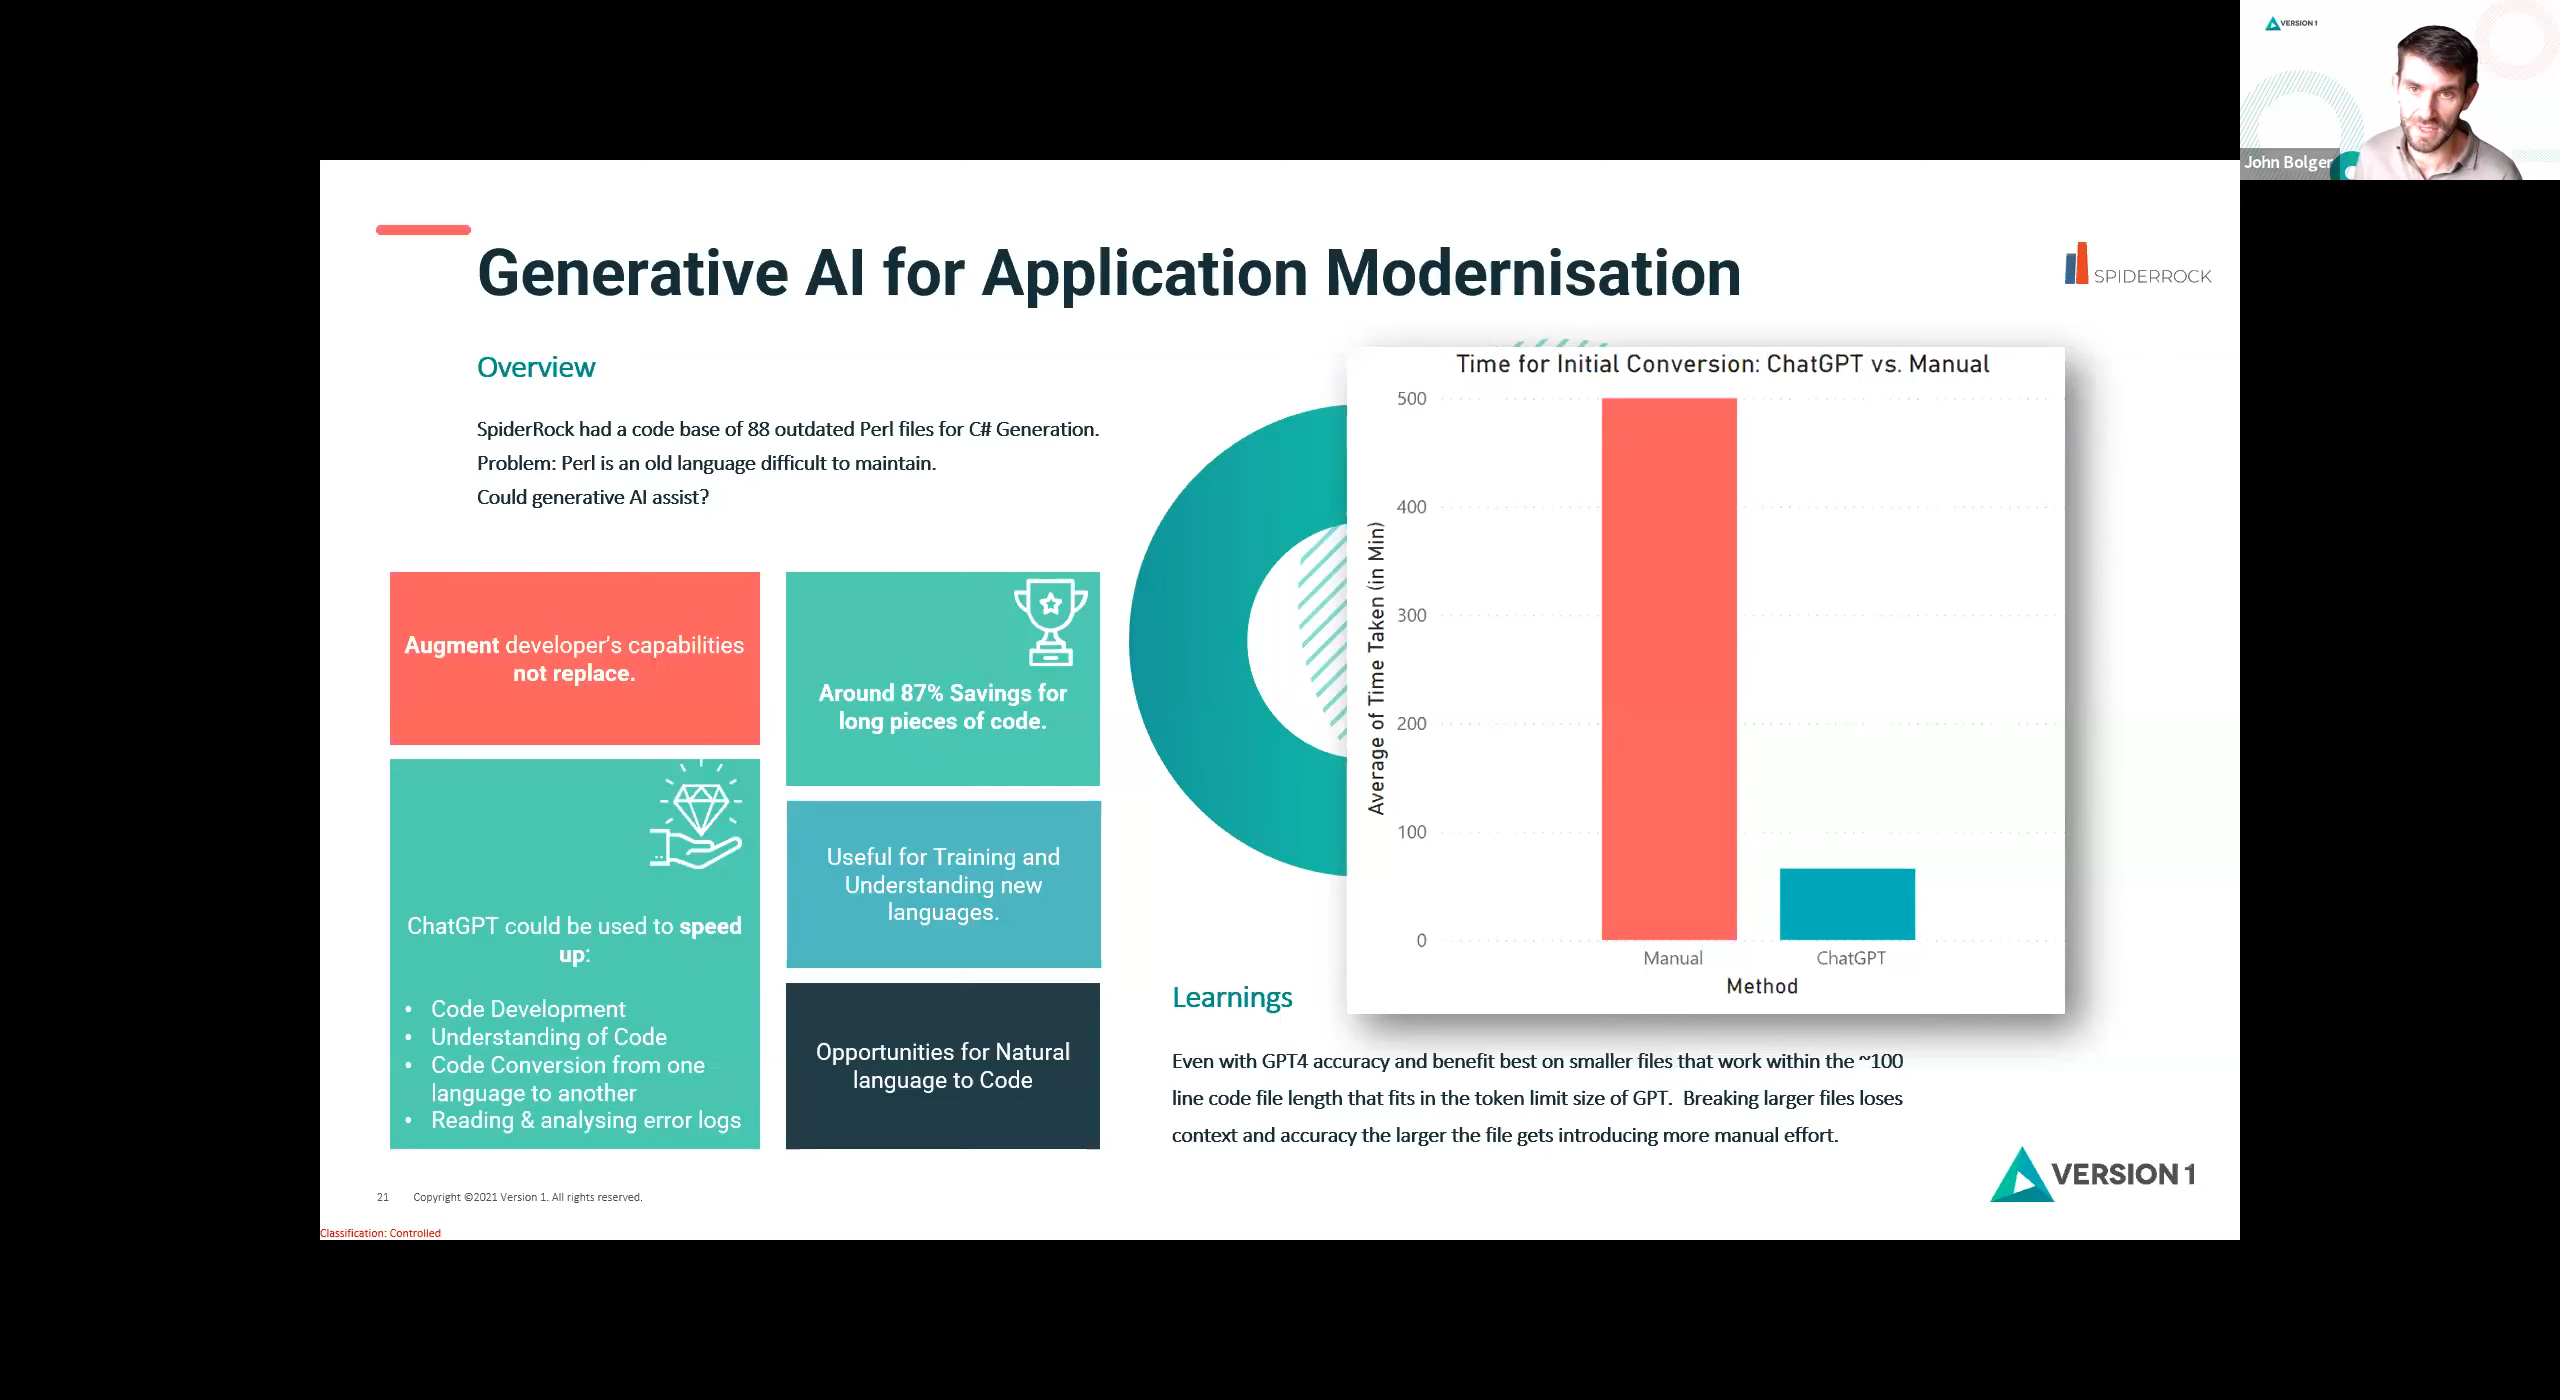 VERSION 1
John Bolger
Generative AI for Application Modernisation
SPIDERROCK
Overview
SpiderRock had a code base of 88 outdated Perl files for C# Generation.
Problem: Perl is an old language difficult to maintain.
Could generative AI assist?
Augment developer's capabilities
not replace.
ChatGPT could be used to speed
up:
• Code Development
• Understanding of Code
• Code Conversion from one
language to another
• Reading & analysing error logs
Around 87% Savings for
long pieces of code.
Useful for Training and
Understanding new
languages.
Opportunities for Natural
language to Code
Time for Initial Conversion: ChatGPT vs. Manual
Average of Time Taken (in Min)
500
400
300
200
100
0
Manual
ChatGPT
Method
Learnings
Even with GPT4 accuracy and benefit best on smaller files that work within the ~100
line code file length that fits in the token limit size of GPT.  Breaking larger files loses
context and accuracy the larger the file gets introducing more manual effort.
VERSION 1
21
Copyright ©2021 Version 1. All rights reserved.
Classification: Controlled